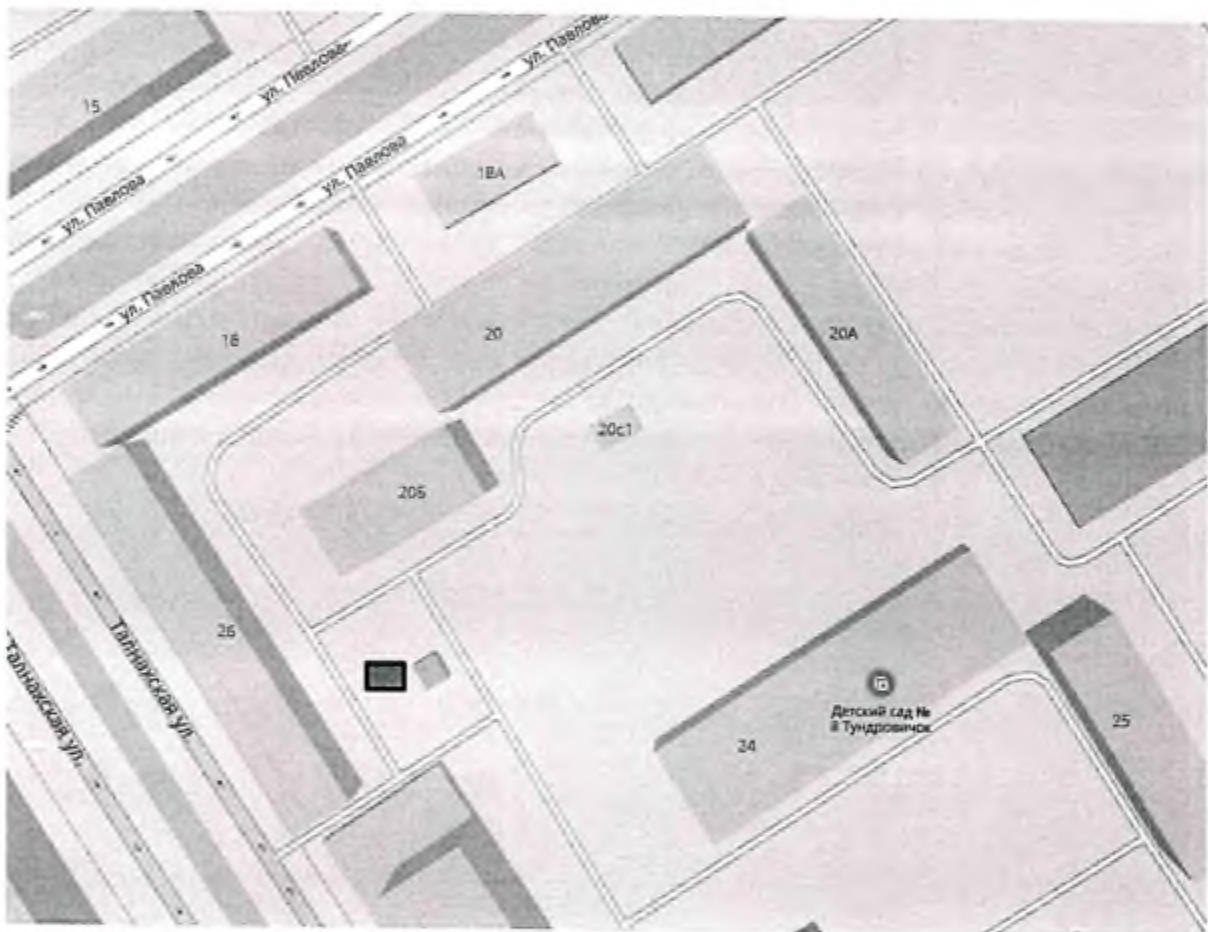 ул. Павлова
ул. Павлова
15
ул. Павлова
18А
ул. Павлова
ул. Павлова
18
20
20А
20с1
20Б
26
Талнахская ул.
Талнахская ул.
Детский сад №
8 Тундровичок
24
25